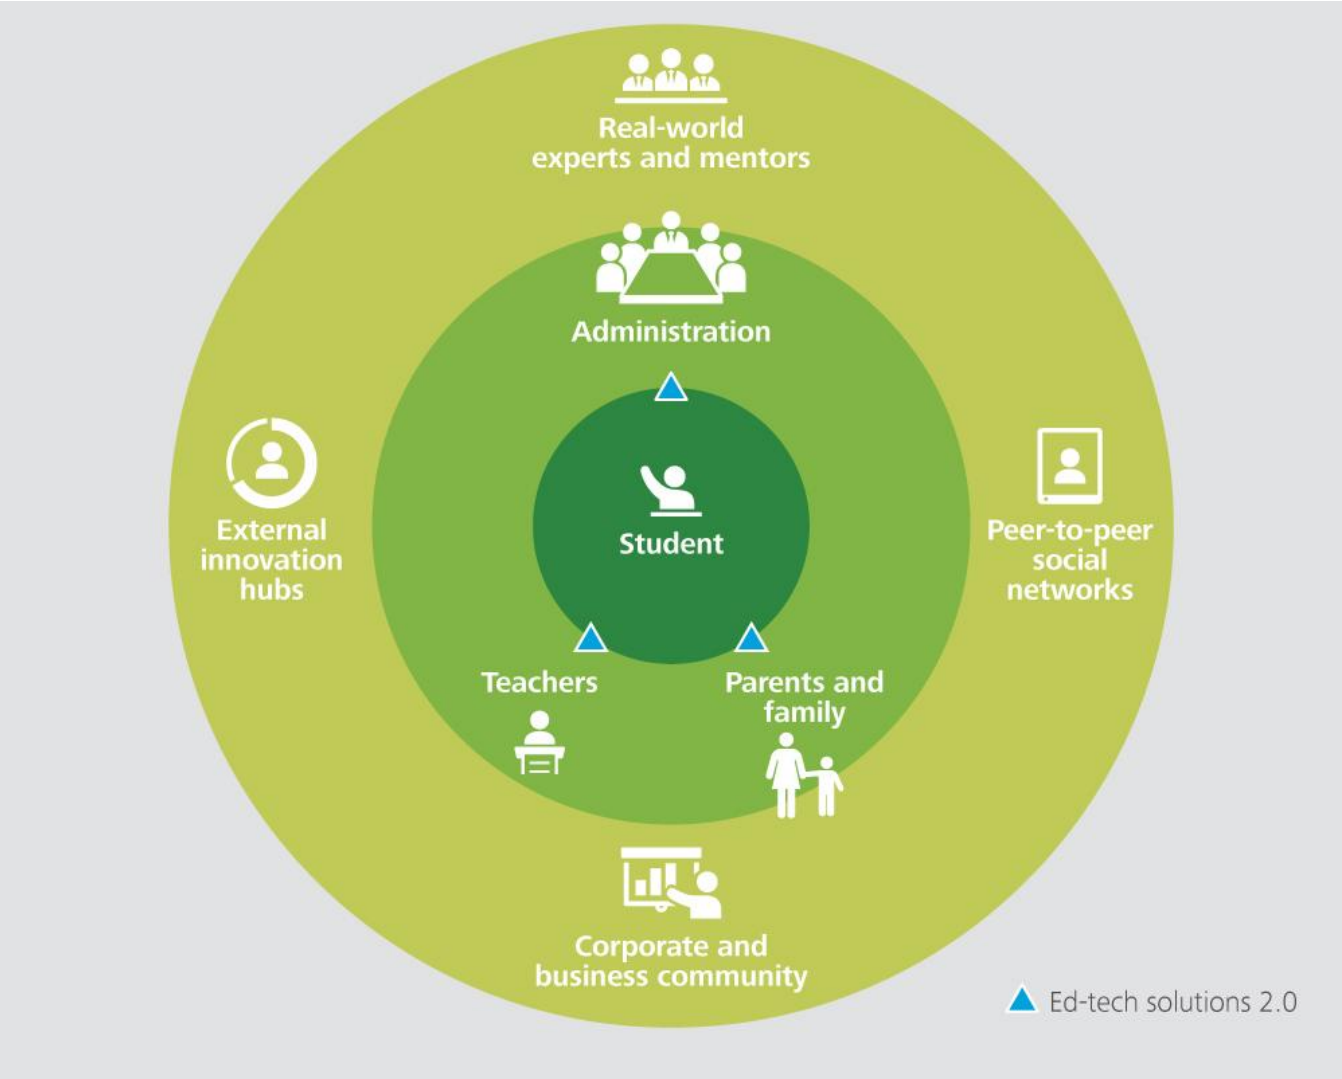 Real-world
experts and mentors
Administration
External
innovation
hubs
Student
Peer-to-peer
social
networks
Teachers
Parents and
family
Corporate and
business community
Ed-tech solutions 2.0